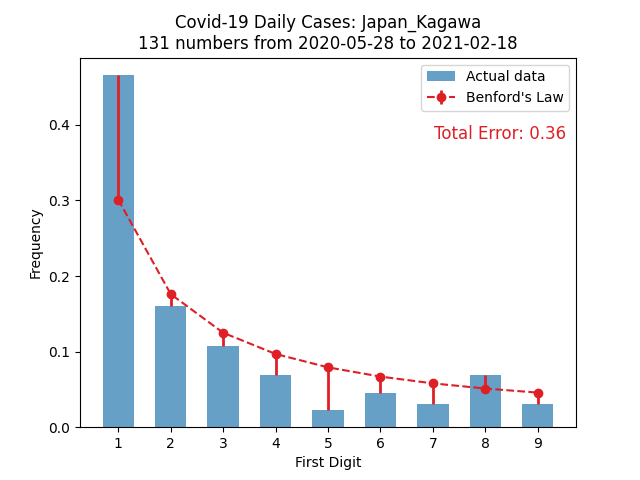 Covid-19 Daily Cases: Japan_Kagawa
131 numbers from 2020-05-28 to 2021-02-18
Actual data
Benford's Law
Total Error: 0.36
Frequency
0.4
0.3
0.2
0.1
0.0
1 2 3 4 5 6 7 8 9
First Digit